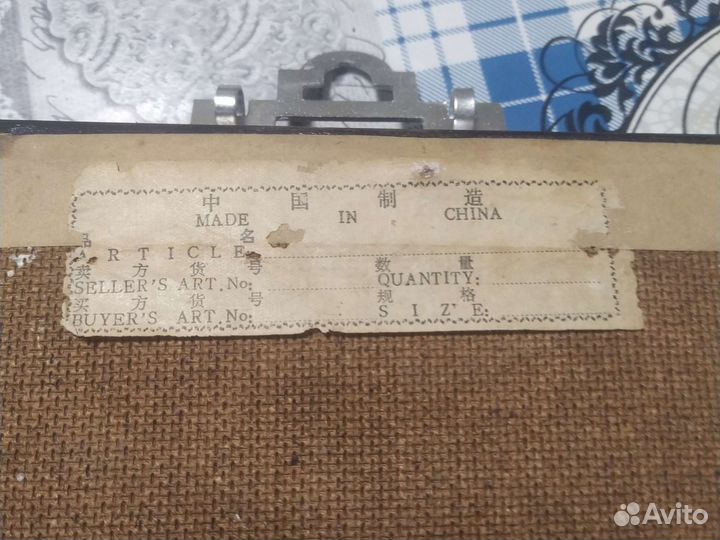 中 国 制 造
MADE IN CHINA
品 名
ARTICLE
卖 方 货 号 数 量
SELLER'S ART. No: QUANTITY:
买 方 货 号 规 格
BUYER'S ART. No: SIZE:
Avito